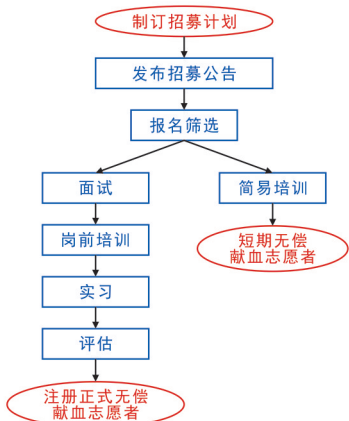 制订招募计划
发布招募公告
报名筛选
面试
简易培训
岗前培训
短期无偿
献血志愿者
实习
评估
注册正式无偿
献血志愿者